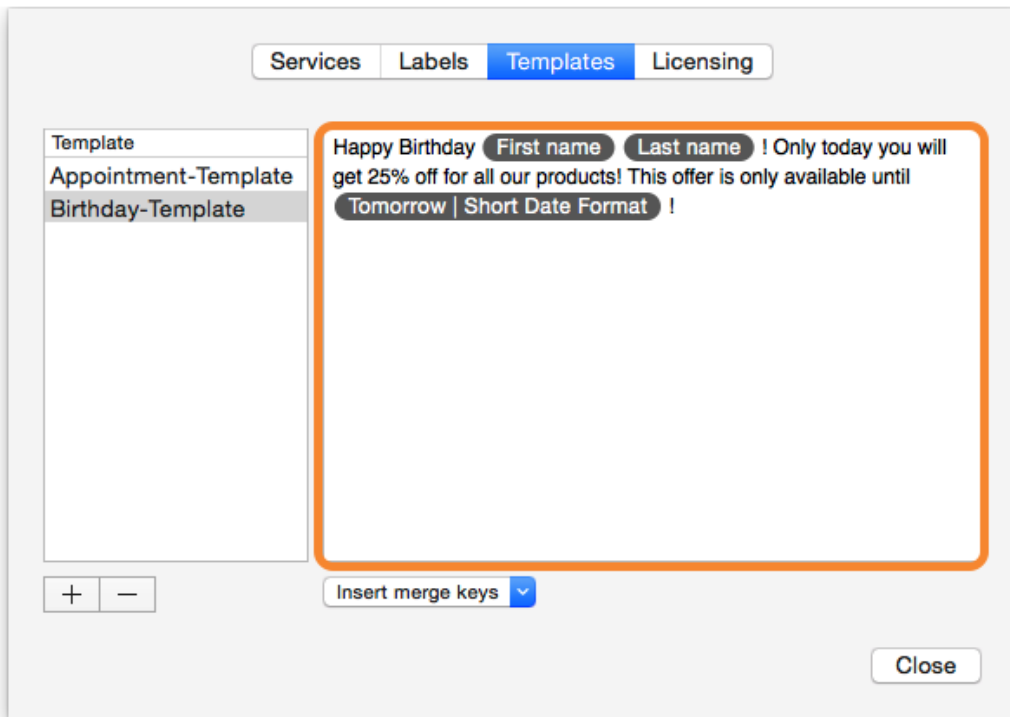 Services Labels Templates Licensing
Template
Appointment-Template
Birthday-Template
Happy Birthday First name Last name ! Only today you will
get 25% off for all our products! This offer is only available until
Tomorrow | Short Date Format !
+ −
Insert merge keys
Close